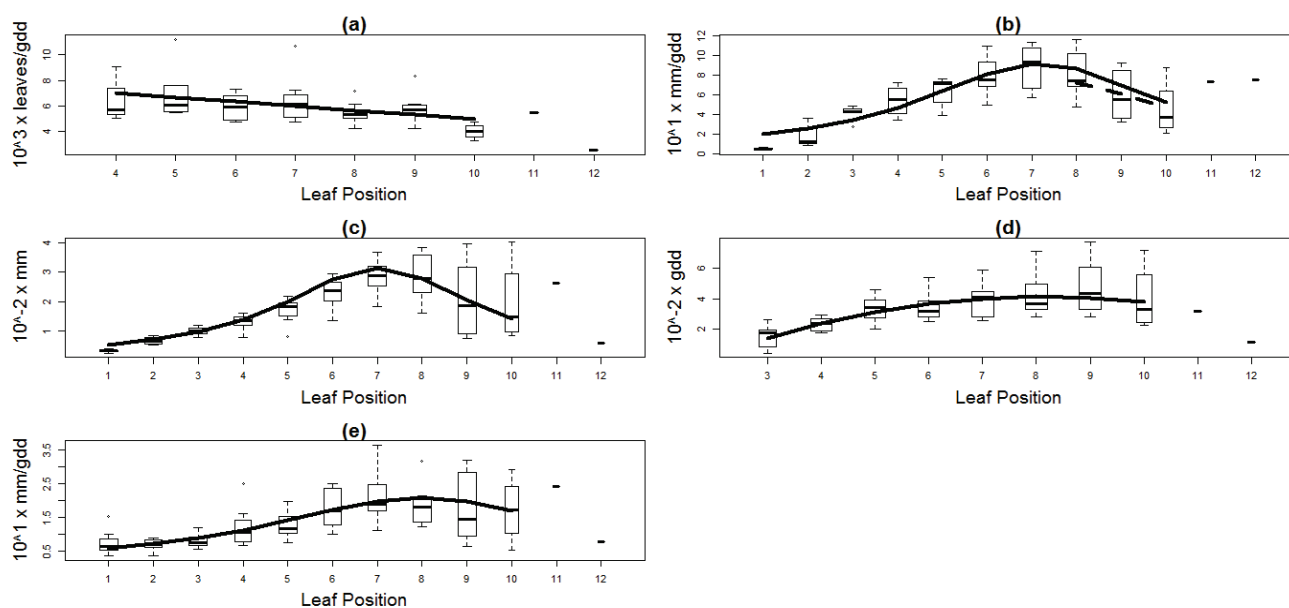 (a)
10^3 x leaves/gdd
4 6 8 10
4 5 6 7 8 9 10 11 12
Leaf Position
(b)
10^1 x mm/gdd
0 2 4 6 8 10 12
1 2 3 4 5 6 7 8 9 10 11 12
Leaf Position
(c)
10^-2 x mm
1 2 3 4
1 2 3 4 5 6 7 8 9 10 11 12
Leaf Position
(d)
10^-2 x gdd
2 4 6
3 4 5 6 7 8 9 10 11 12
Leaf Position
(e)
10^1 x mm/gdd
0.5 1.5 2.5 3.5
1 2 3 4 5 6 7 8 9 10 11 12
Leaf Position